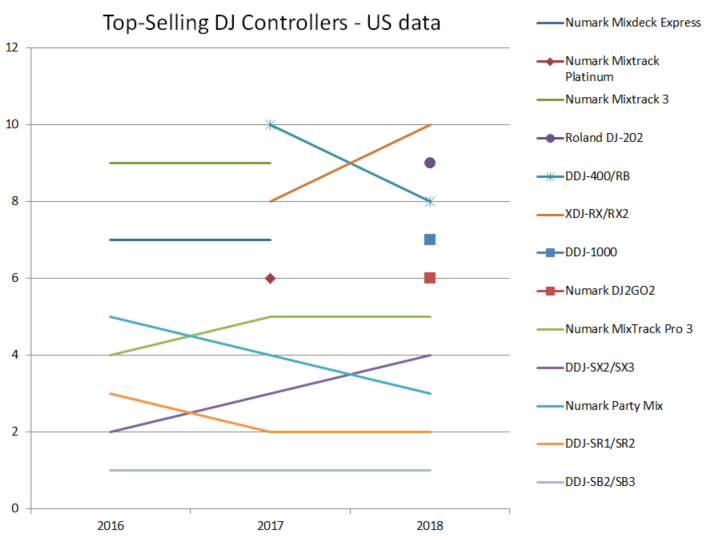 Top-Selling DJ Controllers - US data
12
10
8
6
4
2
0
2016
2017
2018
Numark Mixdeck Express
Numark Mixtrack
Platinum
Numark Mixtrack 3
Roland DJ-202
DDJ-400/RB
XDJ-RX/RX2
DDJ-1000
Numark DJ2GO2
Numark MixTrack Pro 3
DDJ-SX2/SX3
Numark Party Mix
DDJ-SR1/SR2
DDJ-SB2/SB3